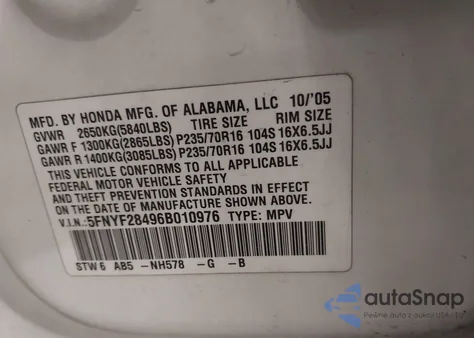 MFD. BY HONDA MFG. OF ALABAMA, LLC 10/'05
GVWR 2650KG(5840LBS) TIRE SIZE RIM SIZE
GAWR F 1300KG(2865LBS) P235/70R16 104S 16X6.5JJ
GAWR R 1400KG(3085LBS) P235/70R16 104S 16X6.5JJ
THIS VEHICLE CONFORMS TO ALL APPLICABLE
FEDERAL MOTOR VEHICLE SAFETY
AND THEFT PREVENTION STANDARDS IN EFFECT
ON THE DATE OF MANUFACTURE SHOWN ABOVE.
V.I.N: 5FNYF28496B010976 TYPE: MPV
STW6 AB5 -NH578 -G -B
autaSnap